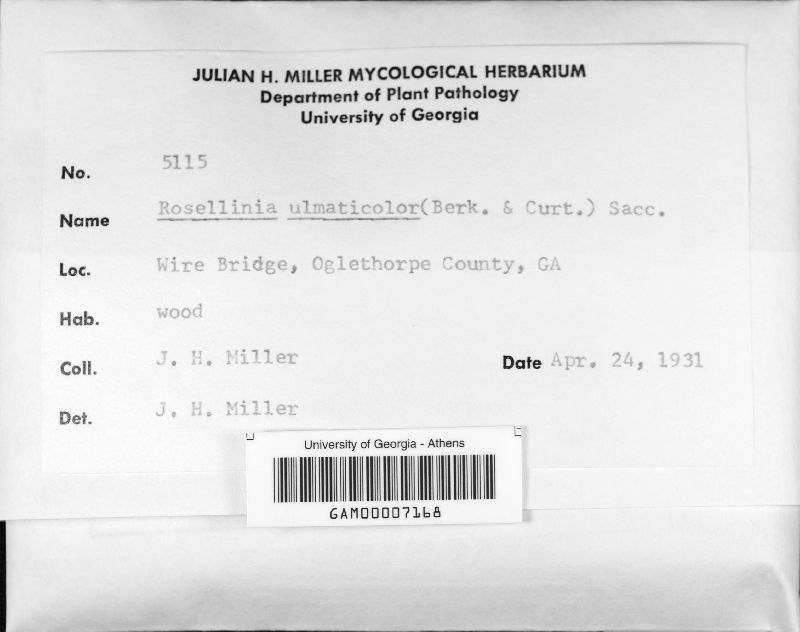 JULIAN H. MILLER MYCOLOGICAL HERBARIUM
Department of Plant Pathology
University of Georgia
No. 5115
Name Rosellinia ulmaticolor(Berk. & Curt.) Sacc.
Loc. Wire Bridge, Oglethorpe County, GA
Hab. wood
Coll. J. H. Miller Date Apr. 24, 1931
Det. J. H. Miller
University of Georgia - Athens
GAM00007168